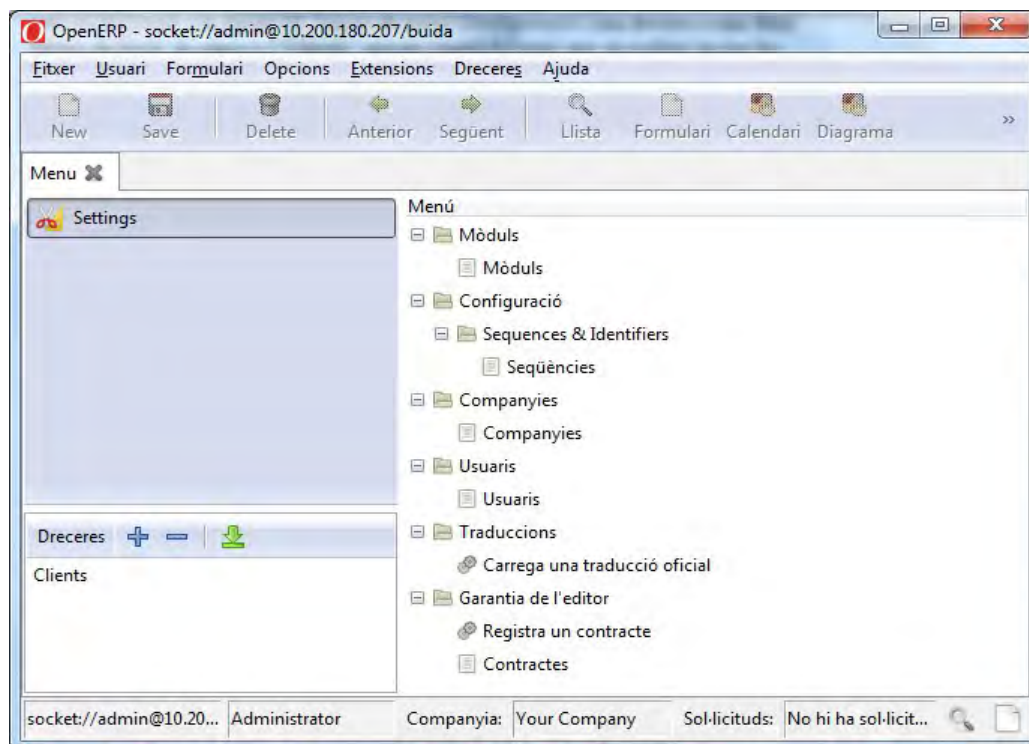 OpenERP - socket://admin@10.200.180.207/buida
Fitxer Usuari Formulari Opcions Extensions Dreceres Ajuda
New Save Delete Anterior Següent Llista Formulari Calendari Diagrama »
Menu
Settings
Menú
Mòduls
Mòduls
Configuració
Sequences & Identifiers
Seqüències
Companyies
Companyies
Usuaris
Usuaris
Traduccions
Carrega una traducció oficial
Garantia de l'editor
Registra un contracte
Contractes
Dreceres
Clients
socket://admin@10.20... Administrator Companyia: Your Company Sol·licituds: No hi ha sol·licit...